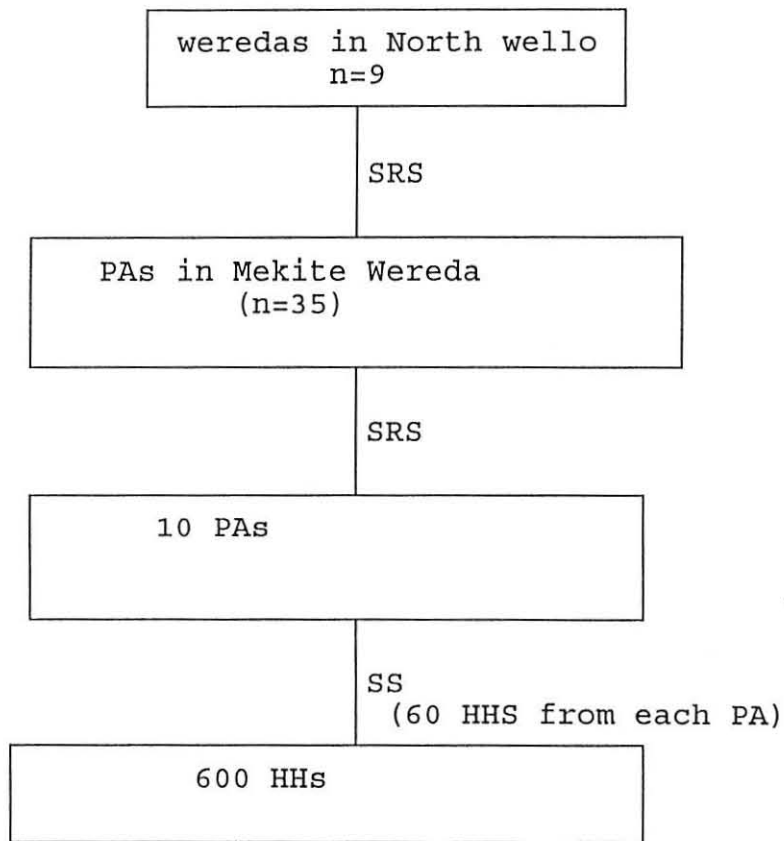 weredas in North wello
n=9
SRS
PAs in Mekite Wereda
(n=35)
SRS
10 PAs
SS
(60 HHS from each PA)
600 HHs